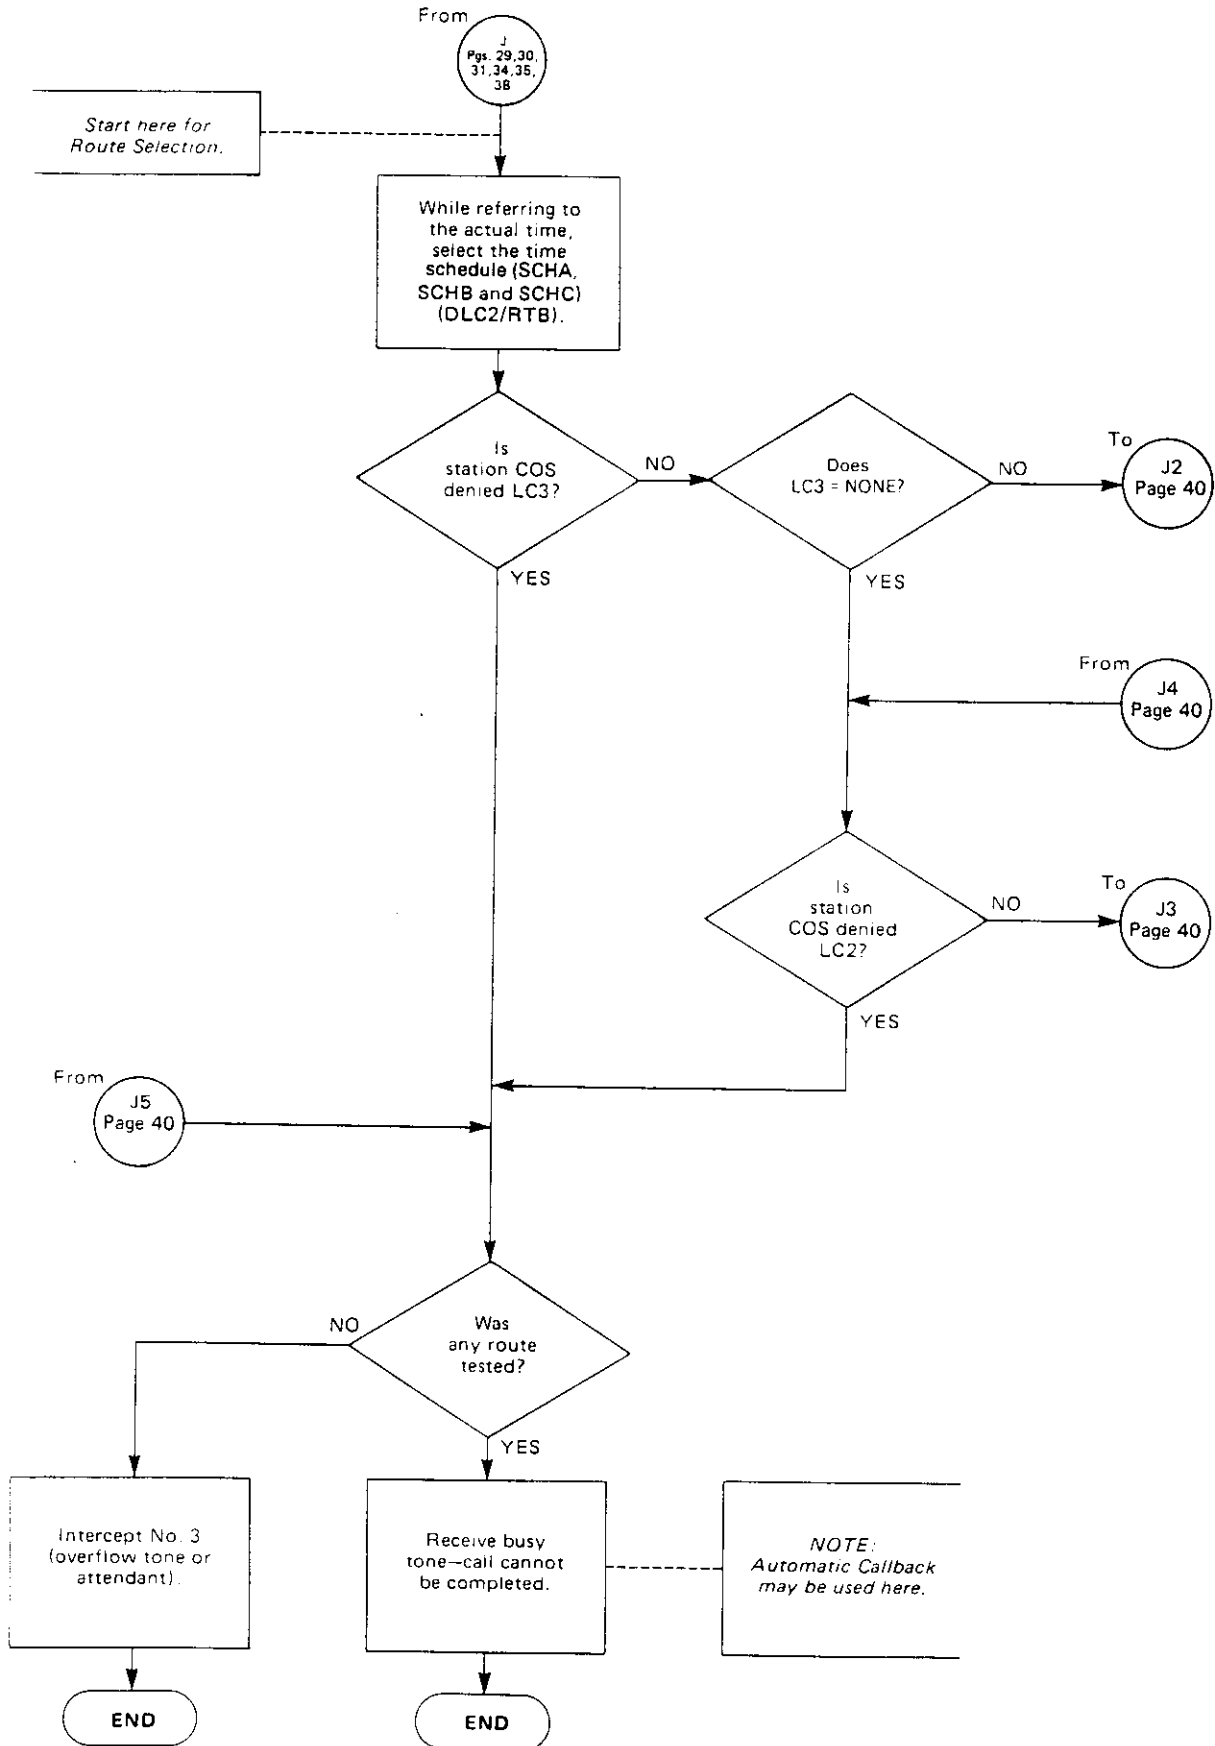 From
J
Pgs. 29,30,
31,34,35,
38
Start here for
Route Selection.
While referring to
the actual time,
select the time
schedule (SCHA,
SCHB and SCHC)
(DLC2/RTB).
Is
station COS
denied LC3?
NO
Does
LC3 = NONE?
NO
To
J2
Page 40
YES
YES
From
J4
Page 40
Is
station
COS denied
LC2?
NO
To
J3
Page 40
YES
From
J5
Page 40
NO
Was
any route
tested?
YES
Intercept No. 3
(overflow tone or
attendant).
Receive busy
tone—call cannot
be completed.
NOTE:
Automatic Callback
may be used here.
END
END